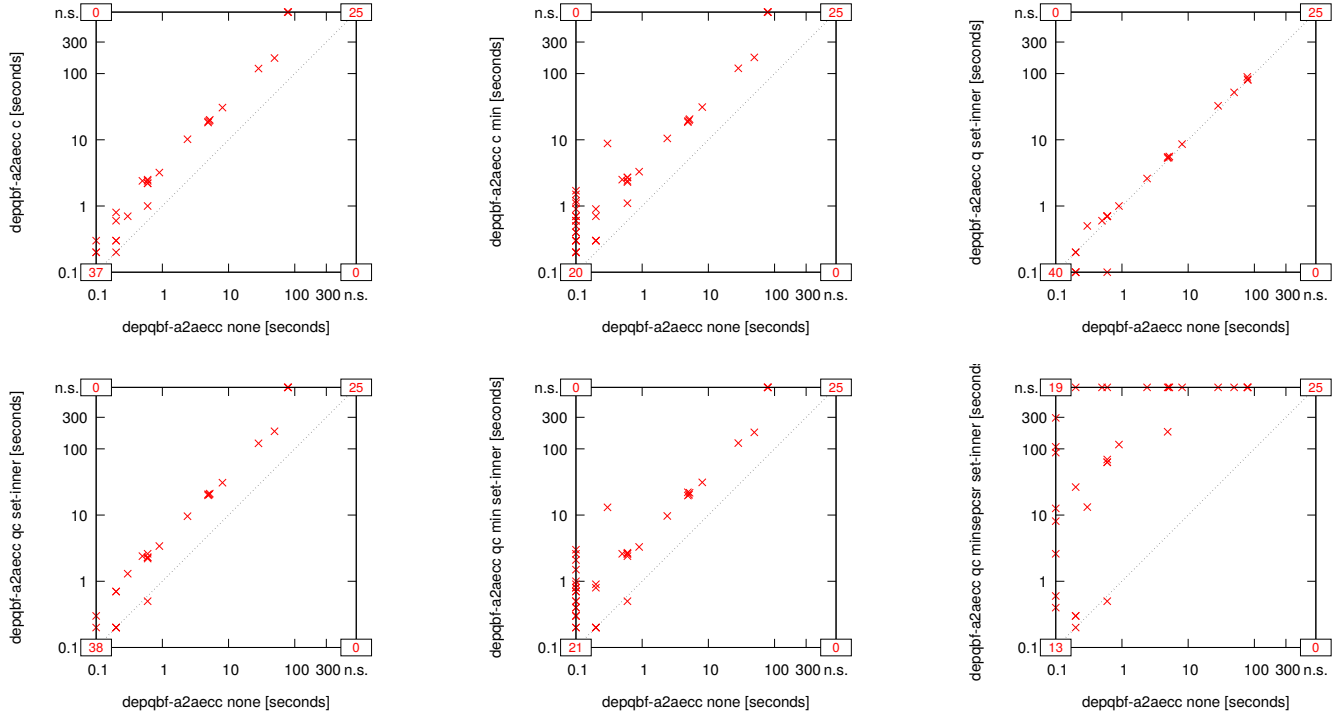 n.s. 0 25
300
100
10
1
0.1 37 0
0.1 1 10 100 300 n.s.
depqbf-a2aecc c [seconds]
depqbf-a2aecc none [seconds]
n.s. 0 25
300
100
10
1
0.1 20 0
0.1 1 10 100 300 n.s.
depqbf-a2aecc c min [seconds]
depqbf-a2aecc none [seconds]
n.s. 0 25
300
100
10
1
0.1 40 0
0.1 1 10 100 300 n.s.
depqbf-a2aecc q set-inner [seconds]
depqbf-a2aecc none [seconds]
n.s. 0 25
300
100
10
1
0.1 38 0
0.1 1 10 100 300 n.s.
depqbf-a2aecc qc set-inner [seconds]
depqbf-a2aecc none [seconds]
n.s. 0 25
300
100
10
1
0.1 21 0
0.1 1 10 100 300 n.s.
depqbf-a2aecc qc min set-inner [seconds]
depqbf-a2aecc none [seconds]
n.s. 19 25
300
100
10
1
0.1 13 0
0.1 1 10 100 300 n.s.
depqbf-a2aecc qc minsepcsr set-inner [second
depqbf-a2aecc none [seconds]